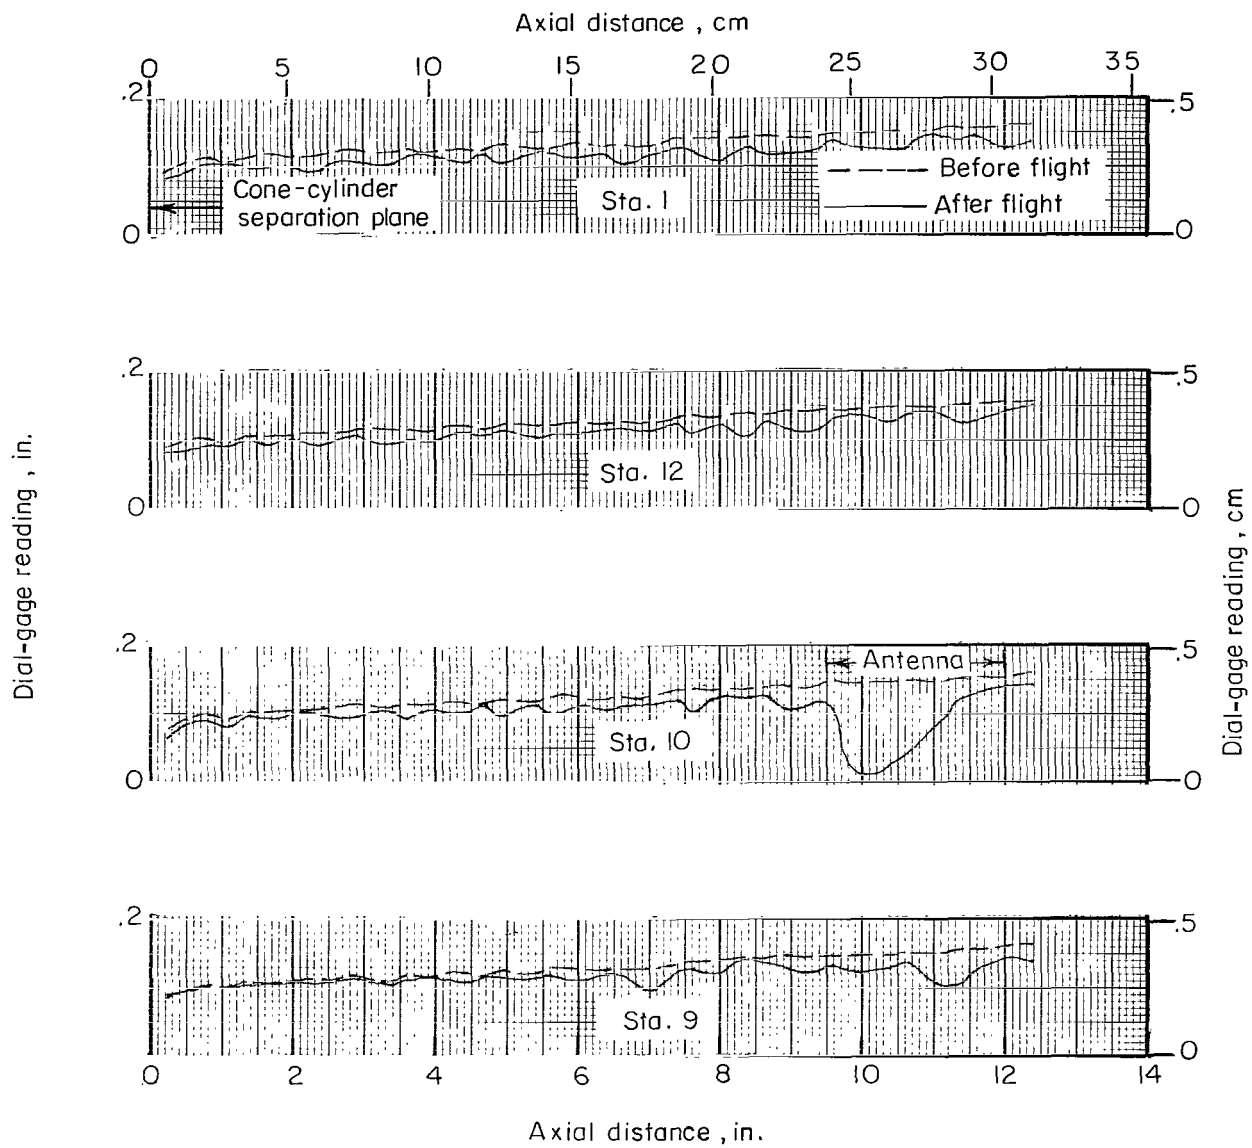 Axial distance , cm
0 5 10 15 20 25 30 35
.2 .5
Before flight
Cone-cylinder
separation plane
Sta. 1
After flight
0 0
.2 .5
Sta. 12
0 0
Dial-gage reading , in.
Dial-gage reading , cm
.2 .5
Antenna
Sta. 10
0 0
.2 .5
Sta. 9
0
0 2 4 6 8 10 12 14
Axial distance , in.